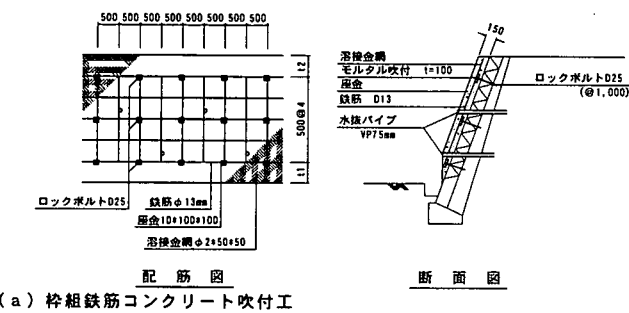 500 500 500 500 500 500 500 500
t2
500@4
t1
ロックボルトD25
鉄筋φ13mm
座金10*100*100
溶接金網φ2*50*50
配筋図
150
溶接金網
モルタル吹付 t=100
座金
鉄筋 D13
水抜パイプ
VP75mm
ロックボルトD25
(@1,000)
断面図
(a) 枠組鉄筋コンクリート吹付工